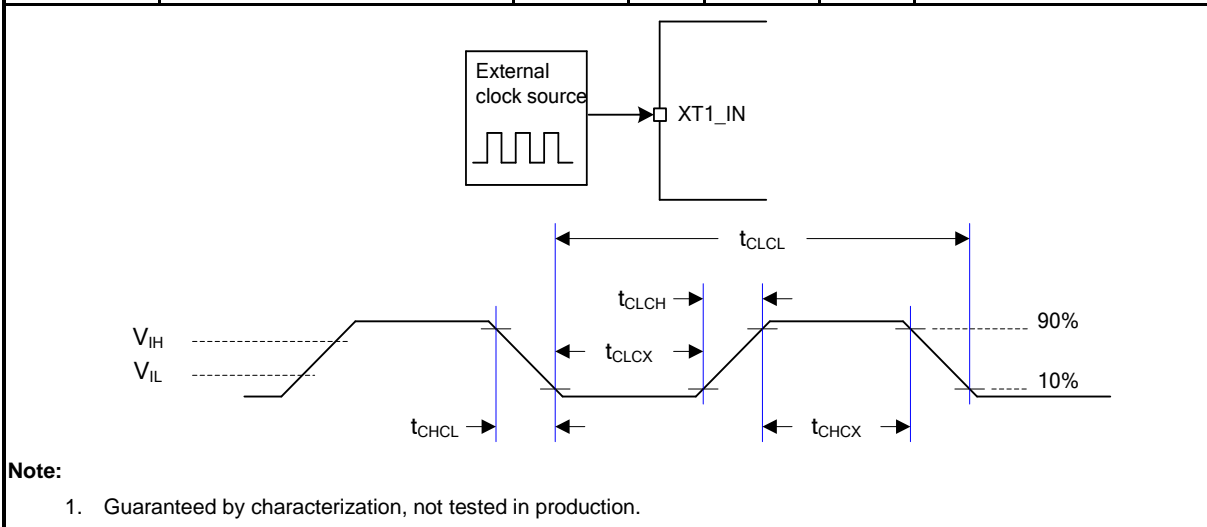 External
clock source
XT1_IN
tCLCL
tCLCH
90%
VIH
tCLCX
VIL
10%
tCHCL
tCHCX
Note:
1. Guaranteed by characterization, not tested in production.